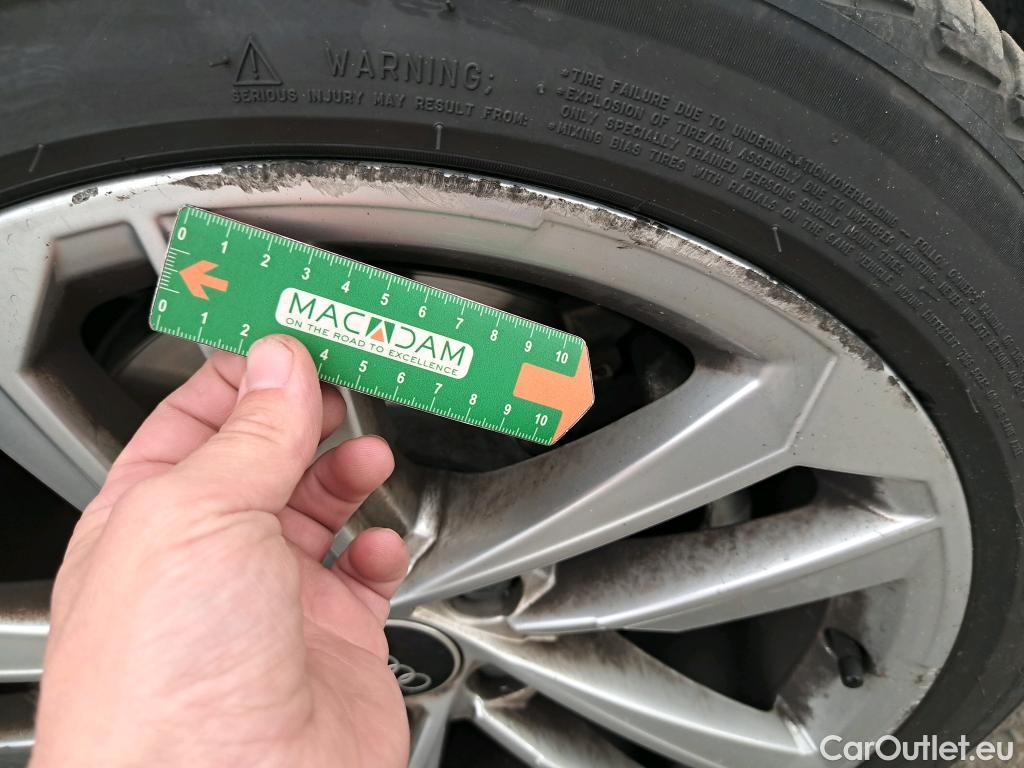 WARNING;
SERIOUS INJURY MAY RESULT FROM:
*TIRE FAILURE DUE TO UNDERINFLATION/OVERLOADING - FOLLOW OWNER'S
*EXPLOSION OF TIRE/RIM ASSEMBLY DUE TO IMPROPER MOUNTING. NEVER
ONLY SPECIALLY TRAINED PERSONS SHOULD MOUNT TIRES.
*MIXING BIAS TIRES WITH RADIALS ON THE SAME VEHICLE
0 1 2 3 4 5 6 7 8 9 10
MACADAM
ON THE ROAD TO EXCELLENCE
0 1 2 4 5 6 7 8 9 10
CarOutlet.eu